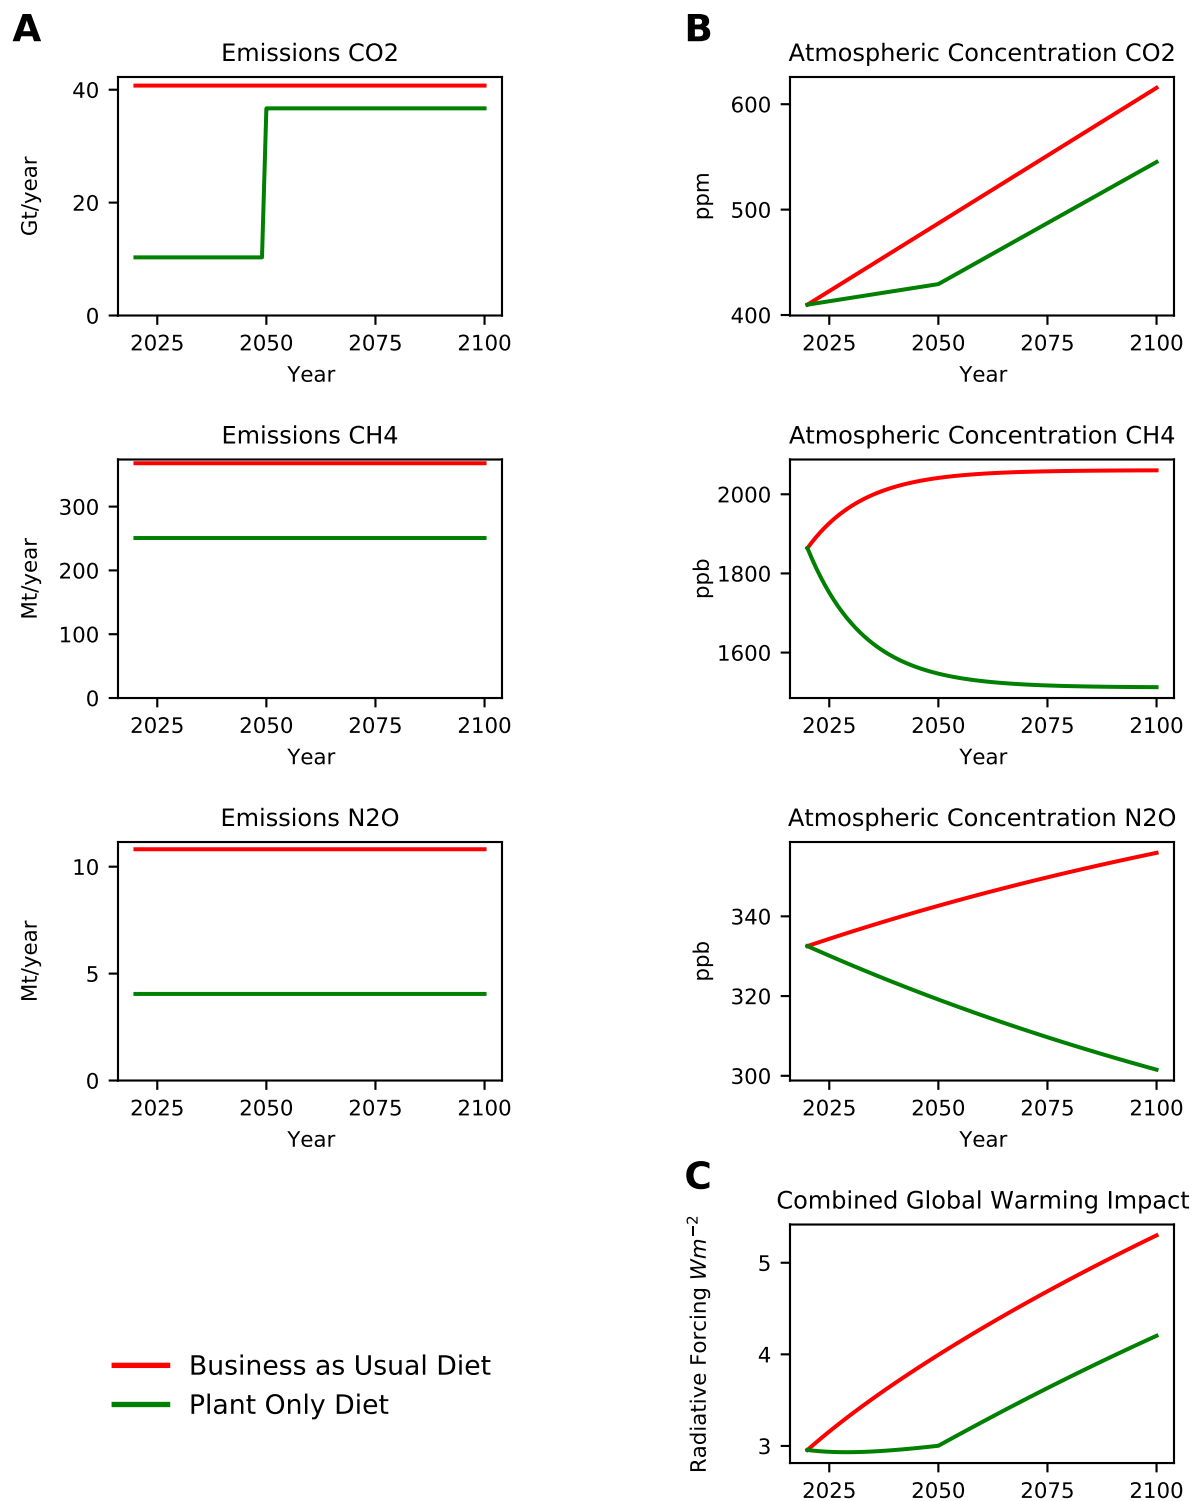 A
Emissions CO2
40
20
0
Gt/year
2025 2050 2075 2100
Year
B
Atmospheric Concentration CO2
600
500
400
ppm
2025 2050 2075 2100
Year
Emissions CH4
300
200
100
0
Mt/year
2025 2050 2075 2100
Year
Atmospheric Concentration CH4
2000
1800
1600
ppb
2025 2050 2075 2100
Year
Emissions N2O
10
5
0
Mt/year
2025 2050 2075 2100
Year
Atmospheric Concentration N2O
340
320
300
ppb
2025 2050 2075 2100
Year
C
Combined Global Warming Impact
5
4
3
Radiative Forcing Wm⁻²
2025 2050 2075 2100
Business as Usual Diet
Plant Only Diet